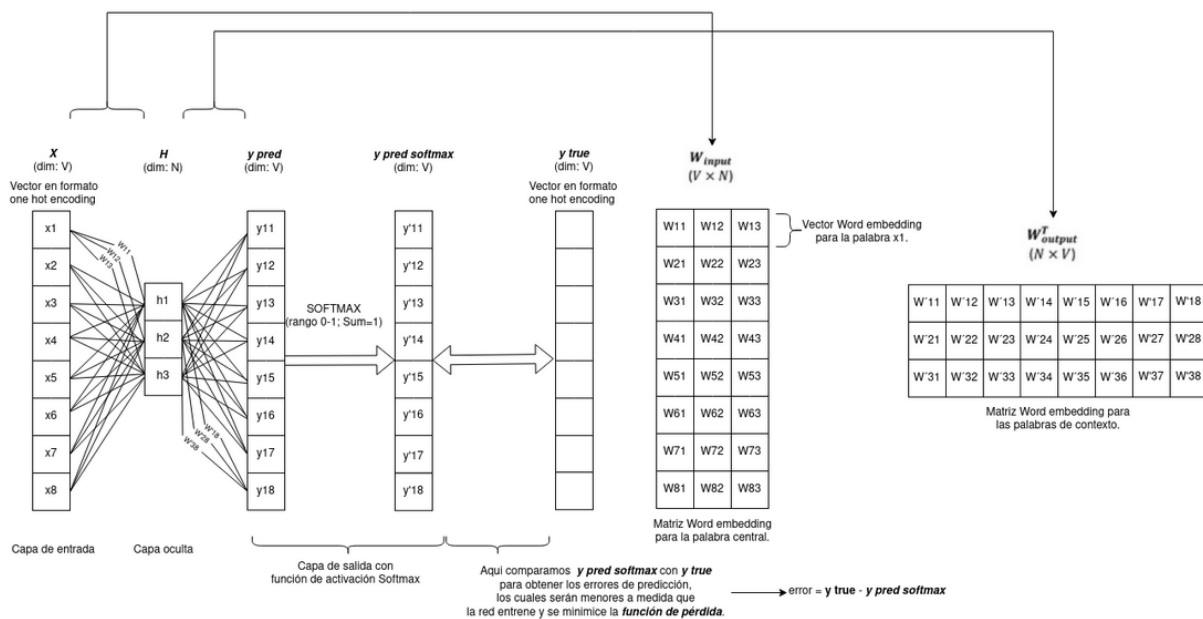 X
(dim: V)
Vector en formato
one hot encoding
x1
x2
x3
x4
x5
x6
x7
x8
Capa de entrada
W11
W12
W13
H
(dim: N)
h1
h2
h3
Capa oculta
W'18
W'28
W'38
y pred
(dim: V)
y11
y12
y13
y14
y15
y16
y17
y18
SOFTMAX
(rango 0-1; Sum=1)
y pred softmax
(dim: V)
y'11
y'12
y'13
y'14
y'15
y'16
y'17
y'18
Capa de salida con
función de activación Softmax
y true
(dim: V)
Vector en formato
one hot encoding
Aqui comparamos y pred softmax con y true
para obtener los errores de predicción,
los cuales serán menores a medida que
la red entrene y se minimice la función de pérdida.
error = y true - y pred softmax
W input
(V × N)
W11 W12 W13
W21 W22 W23
W31 W32 W33
W41 W42 W43
W51 W52 W53
W61 W62 W63
W71 W72 W73
W81 W82 W83
Vector Word embedding
para la palabra x1.
Matriz Word embedding
para la palabra central.
W^T output
(N × V)
W´11 W´12 W´13 W´14 W´15 W´16 W'17 W'18
W´21 W´22 W´23 W´24 W´25 W´26 W'27 W'28
W´31 W´32 W´33 W´34 W´35 W´36 W'37 W'38
Matriz Word embedding para
las palabras de contexto.